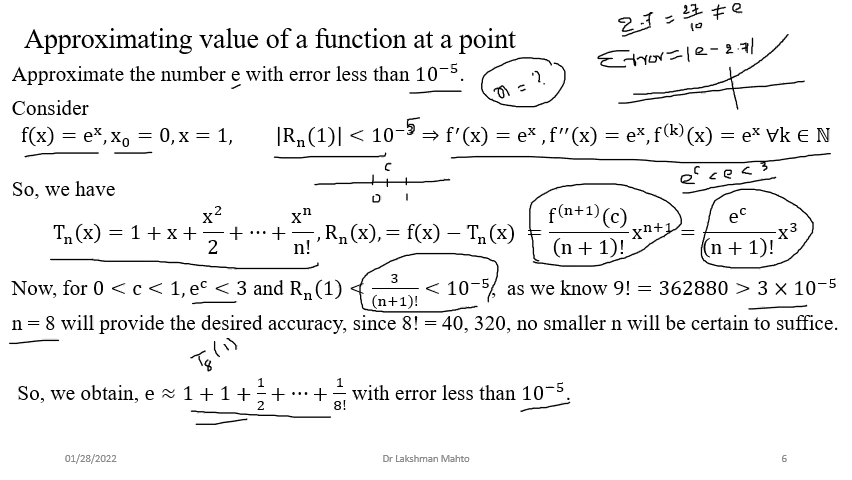 2.7 = 27/10 ≠ e
Approximating value of a function at a point
Error = |e - 2.7|
Approximate the number e with error less than 10⁻⁵.
n = ?
Consider
f(x) = eˣ, x₀ = 0, x = 1, |Rₙ(1)| < 10⁻⁵ ⇒ f′(x) = eˣ, f′′(x) = eˣ, f⁽ᵏ⁾(x) = eˣ ∀k ∈ ℕ
c
0 1
eᶜ < e < 3
So, we have
Tₙ(x) = 1 + x + x²/2 + ⋯ + xⁿ/n!, Rₙ(x), = f(x) − Tₙ(x) = f⁽ⁿ⁺¹⁾(c)/(n + 1)! xⁿ⁺¹ = eᶜ/(n + 1)! x³
Now, for 0 < c < 1, eᶜ < 3 and Rₙ(1) < 3/(n+1)! < 10⁻⁵, as we know 9! = 362880 > 3 × 10⁻⁵
n = 8 will provide the desired accuracy, since 8! = 40, 320, no smaller n will be certain to suffice.
T₈(1)
So, we obtain, e ≈ 1 + 1 + 1/2 + ⋯ + 1/8! with error less than 10⁻⁵.
01/28/2022 Dr Lakshman Mahto 6